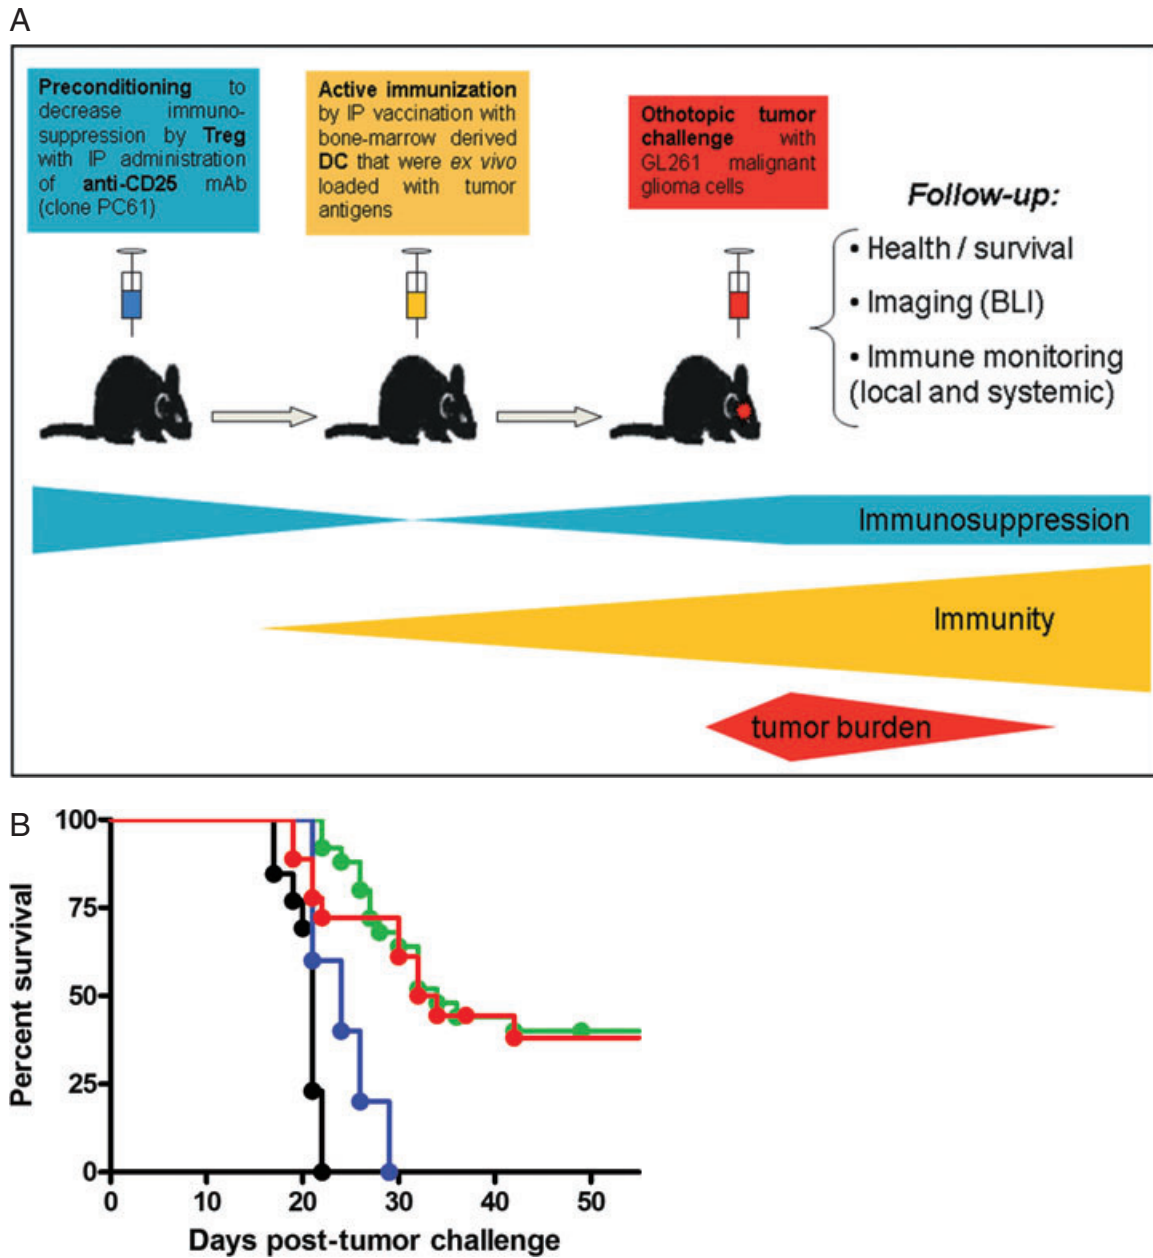 A
Preconditioning to
decrease immuno-
suppression by Treg
with IP administration
of anti-CD25 mAb
(clone PC61)
Active immunization
by IP vaccination with
bone-marrow derived
DC that were ex vivo
loaded with tumor
antigens
Othotopic tumor
challenge with
GL261 malignant
glioma cells
Follow-up:
• Health / survival
• Imaging (BLI)
• Immune monitoring
(local and systemic)
Immunosuppression
Immunity
tumor burden
B
Percent survival
100
75
50
25
0
0 10 20 30 40 50
Days post-tumor challenge